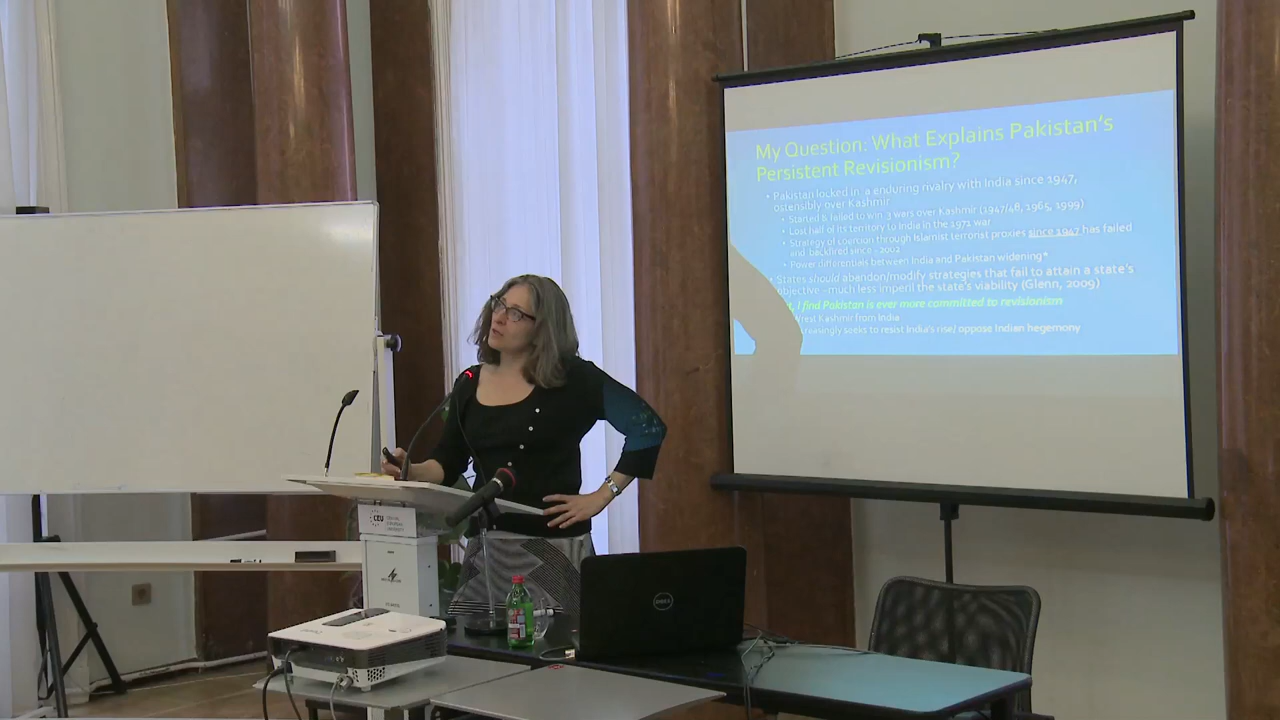 My Question: What Explains Pakistan's
Persistent Revisionism?
• Pakistan locked in a enduring rivalry with India since 1947,
ostensibly over Kashmir
• Started & failed to win 3 wars over Kashmir (1947/48, 1965, 1999)
• Lost half of its territory to India in the 1971 war
• Strategy of coercion through Islamist terrorist proxies since 1947 has failed
and backfired since ~2002
• Power differentials between India and Pakistan widening*
• States should abandon/modify strategies that fail to attain a state's
objective –much less imperil the state's viability (Glenn, 2009)
I find Pakistan is ever more committed to revisionism
Kashmir from India
seeks to resist India's rise/ oppose Indian hegemony
CEU
DELL